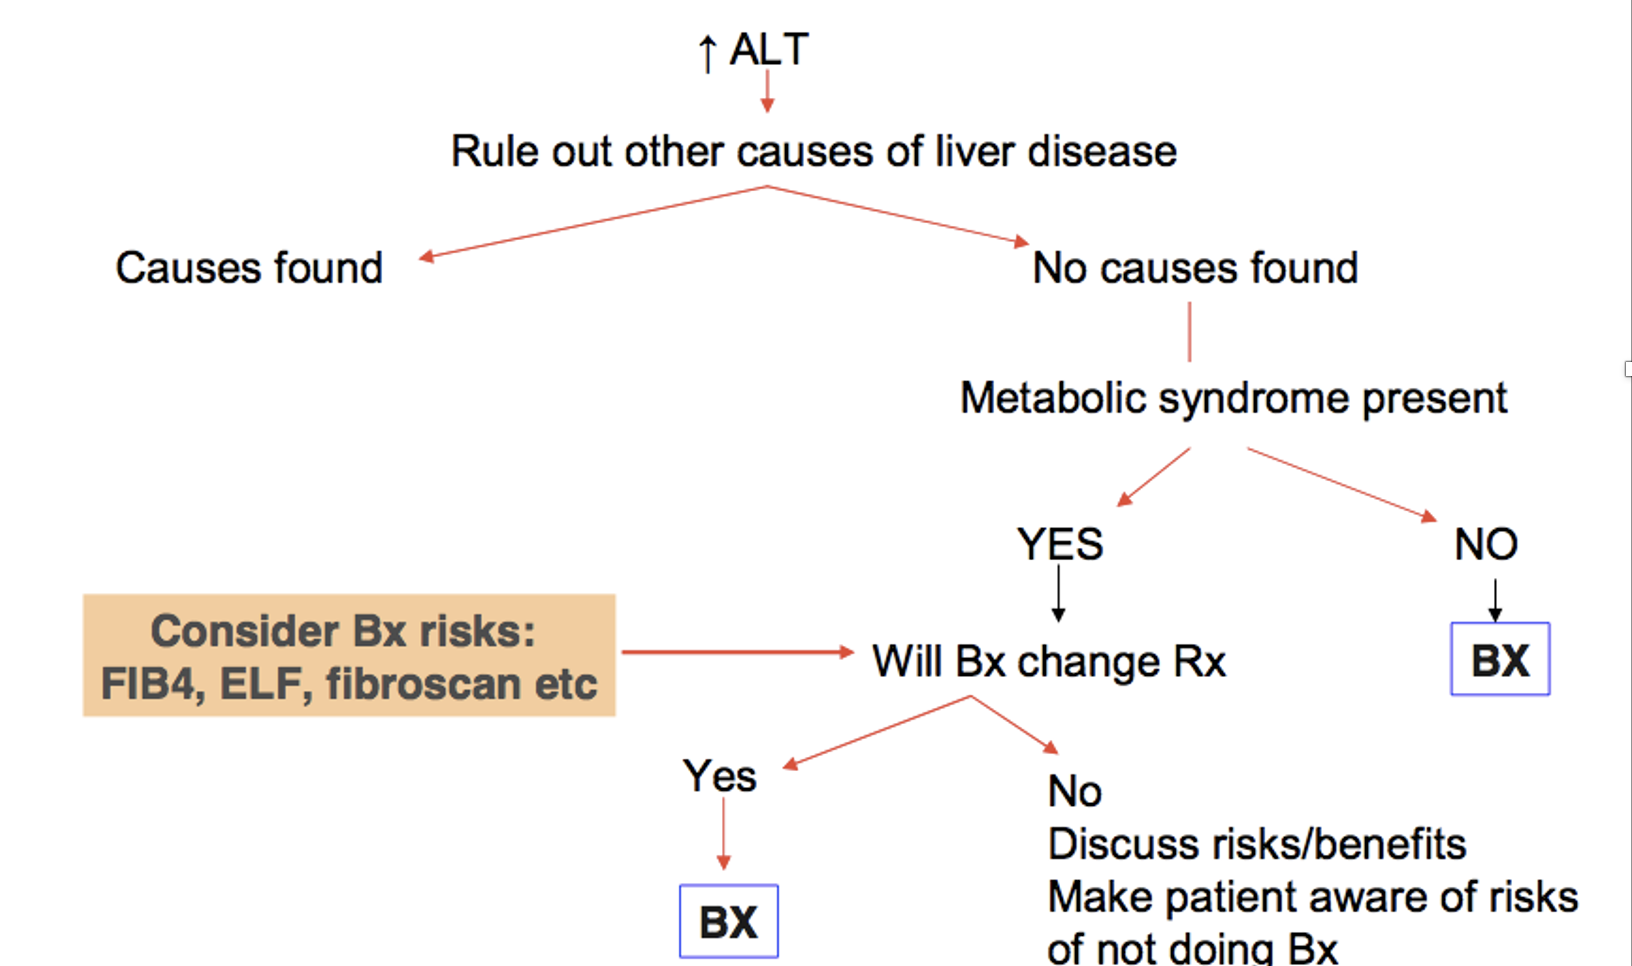 ↑ ALT
Rule out other causes of liver disease
Causes found
No causes found
Metabolic syndrome present
YES
NO
Consider Bx risks:
FIB4, ELF, fibroscan etc
Will Bx change Rx
BX
Yes
No
Discuss risks/benefits
Make patient aware of risks
of not doing Bx
BX